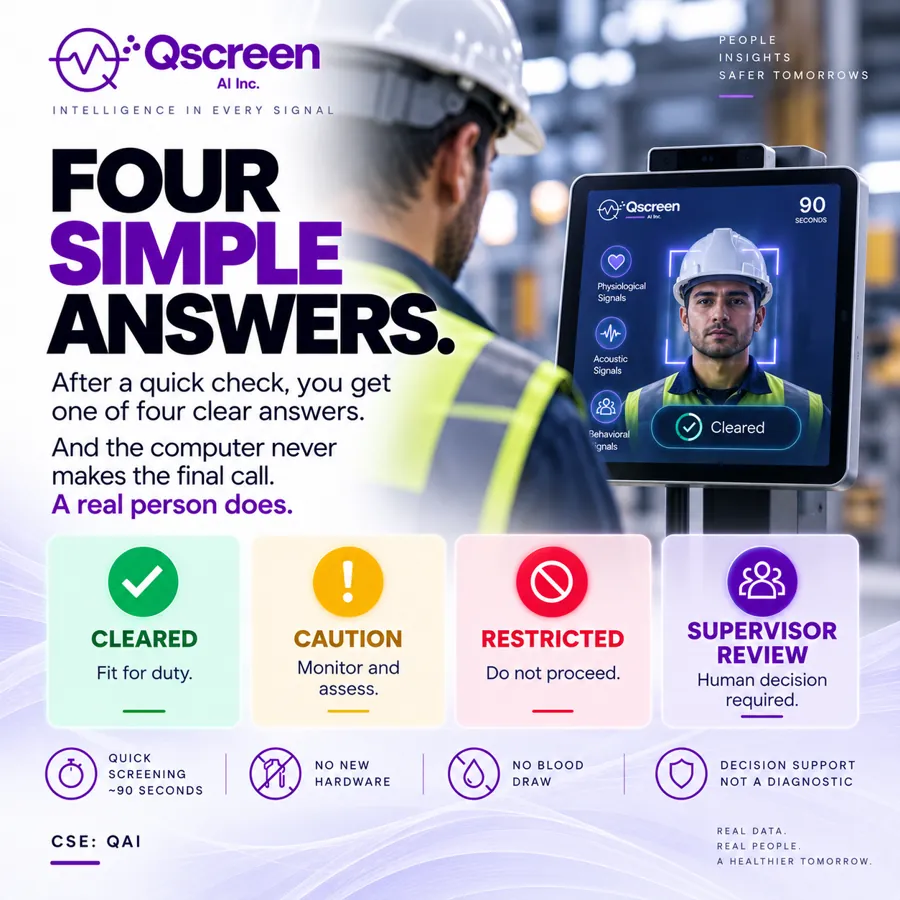 Qscreen
AI Inc.
INTELLIGENCE IN EVERY SIGNAL
PEOPLE
INSIGHTS
SAFER TOMORROWS
FOUR
SIMPLE
ANSWERS.
After a quick check, you get
one of four clear answers.
And the computer never
makes the final call.
A real person does.
Qscreen
AI Inc.
90
SECONDS
Physiological
Signals
Acoustic
Signals
Behavioral
ignals
Cleared
CLEARED
Fit for duty.
CAUTION
Monitor and
assess.
RESTRICTED
Do not proceed.
SUPERVISOR
REVIEW
Human decision
required.
QUICK
SCREENING
~90 SECONDS
NO NEW
HARDWARE
NO BLOOD
DRAW
DECISION SUPPORT
NOT A DIAGNOSTIC
CSE: QAI
REAL DATA.
REAL PEOPLE.
A HEALTHIER TOMORROW.